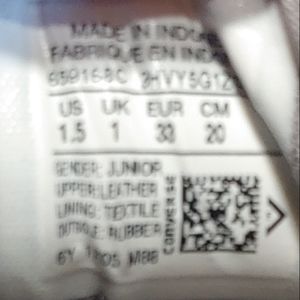 MADE IN INDO
FABRIQUE EN INDO
659168C
US UK EUR CM
1.5 1 33 20
GENDER: JUNIOR
UPPER: LEATHER
LINING: TEXTILE
OUTSOLE: RUBBER
CONVERSE